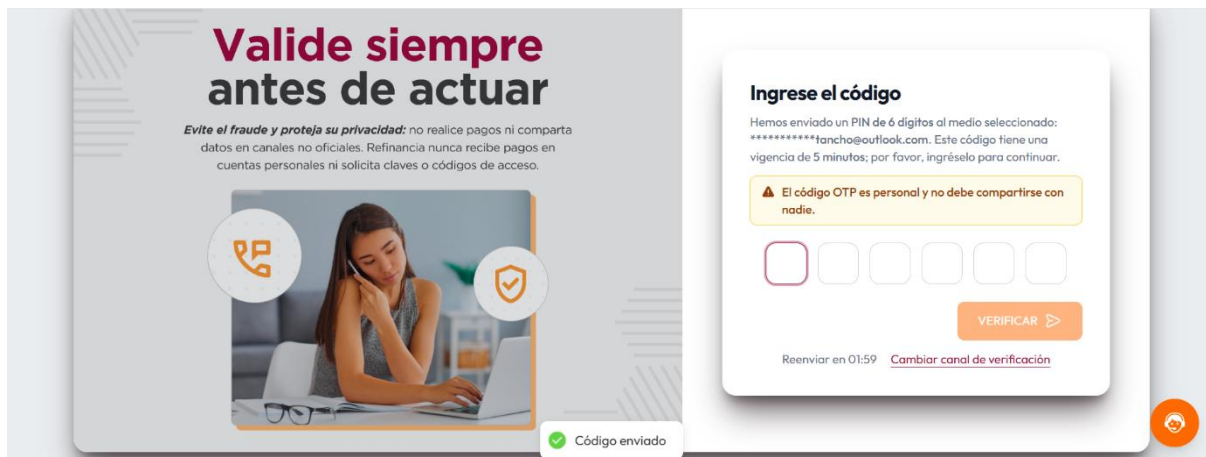 Valide siempre
antes de actuar
Evite el fraude y proteja su privacidad: no realice pagos ni comparta
datos en canales no oficiales. Refinancia nunca recibe pagos en
cuentas personales ni solicita claves o códigos de acceso.
Ingrese el código
Hemos enviado un PIN de 6 dígitos al medio seleccionado:
***********tancho@outlook.com. Este código tiene una
vigencia de 5 minutos; por favor, ingréselo para continuar.
El código OTP es personal y no debe compartirse con
nadie.
VERIFICAR
Reenviar en 01:59 Cambiar canal de verificación
Código enviado